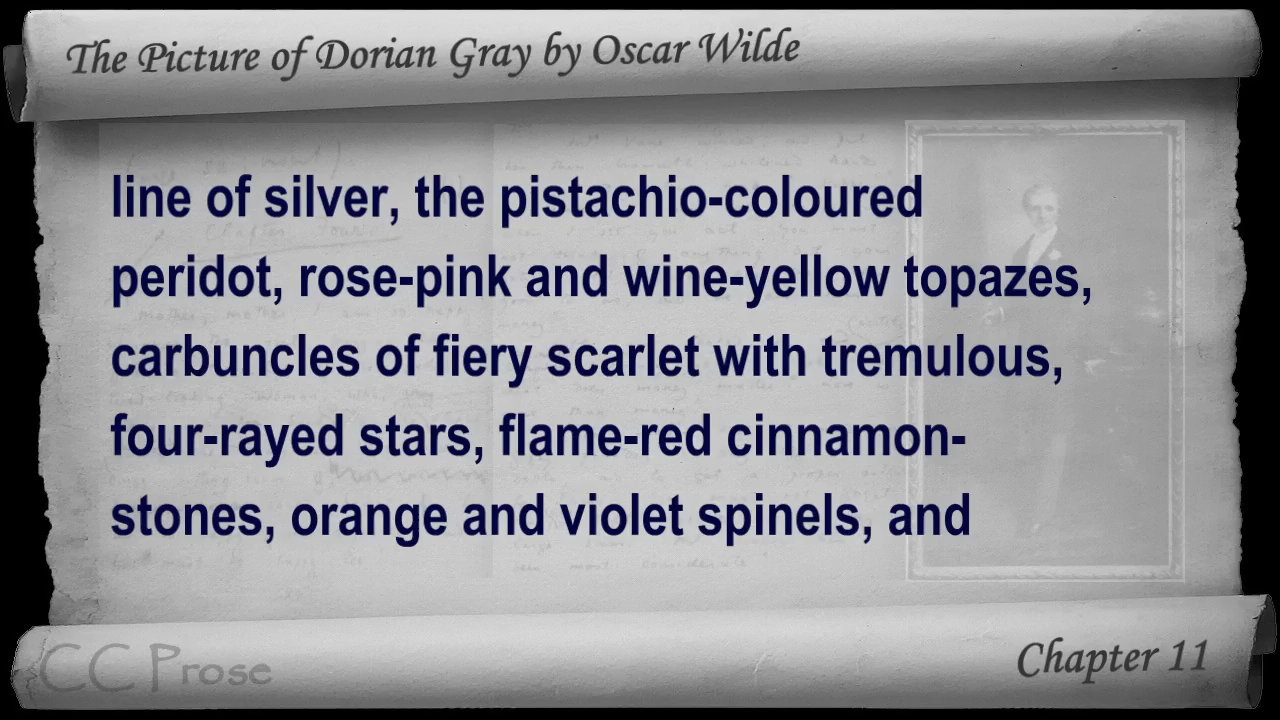 The Picture of Dorian Gray by Oscar Wilde
line of silver, the pistachio-coloured
peridot, rose-pink and wine-yellow topazes,
carbuncles of fiery scarlet with tremulous,
four-rayed stars, flame-red cinnamon-
stones, orange and violet spinels, and
CC Prose
Chapter 11